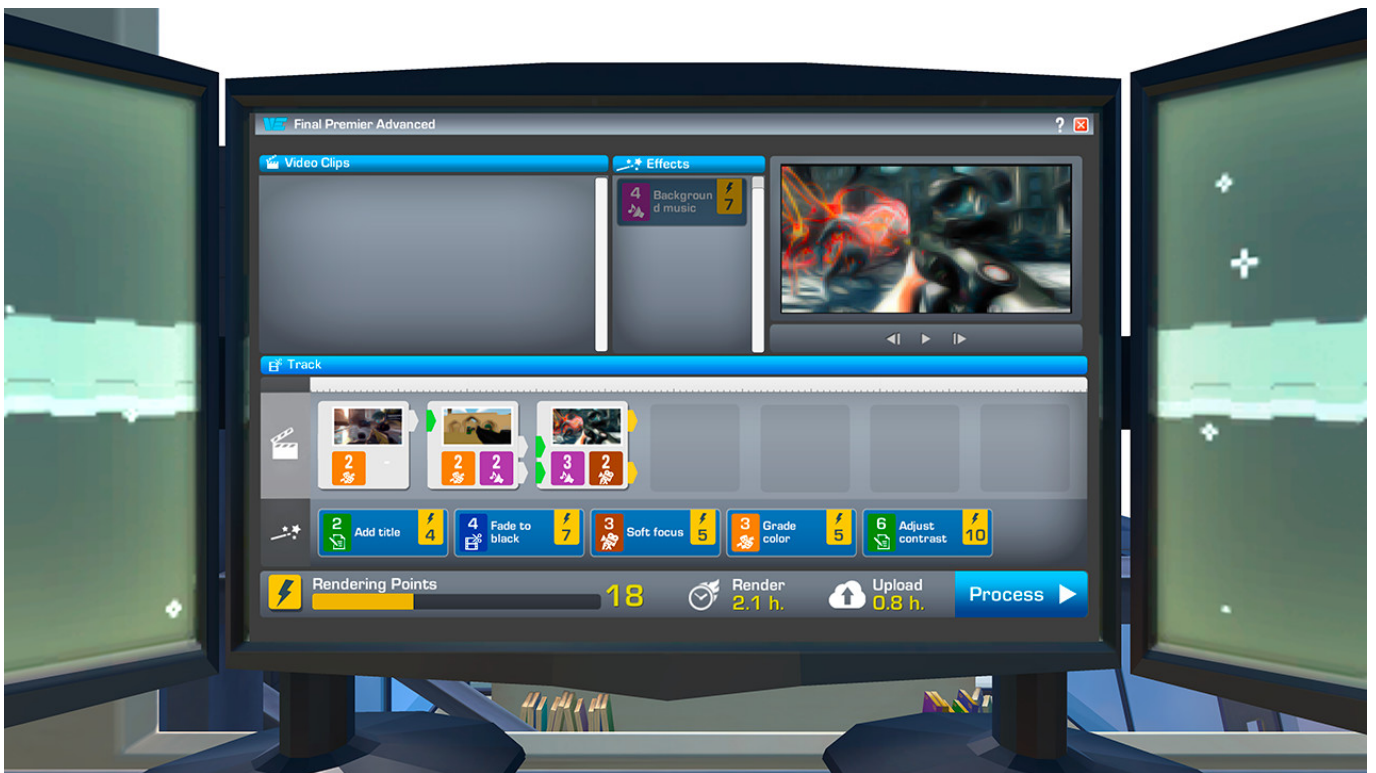 VE Final Premier Advanced ?
Video Clips
Effects
4 Backgroun 7
d music
Track
2
2 2
3 2
2 Add title 4
4 Fade to 7
black
3 Soft focus 5
3 Grade 5
color
6 Adjust 10
contrast
Rendering Points
18
Render
2.1 h.
Upload
0.8 h.
Process